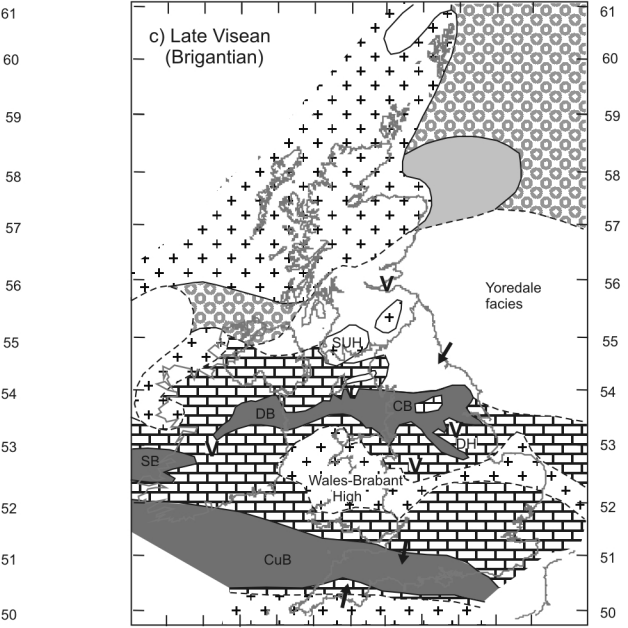 c) Late Visean
(Brigantian)
61
61
60
60
59
59
58
58
57
57
56
56
Yoredale
facies
V
55
55
SUH
54
54
V
DB
CB
V
53
53
DH
V
SB
V
Wales-Brabant
High
52
52
51
51
CuB
50
50